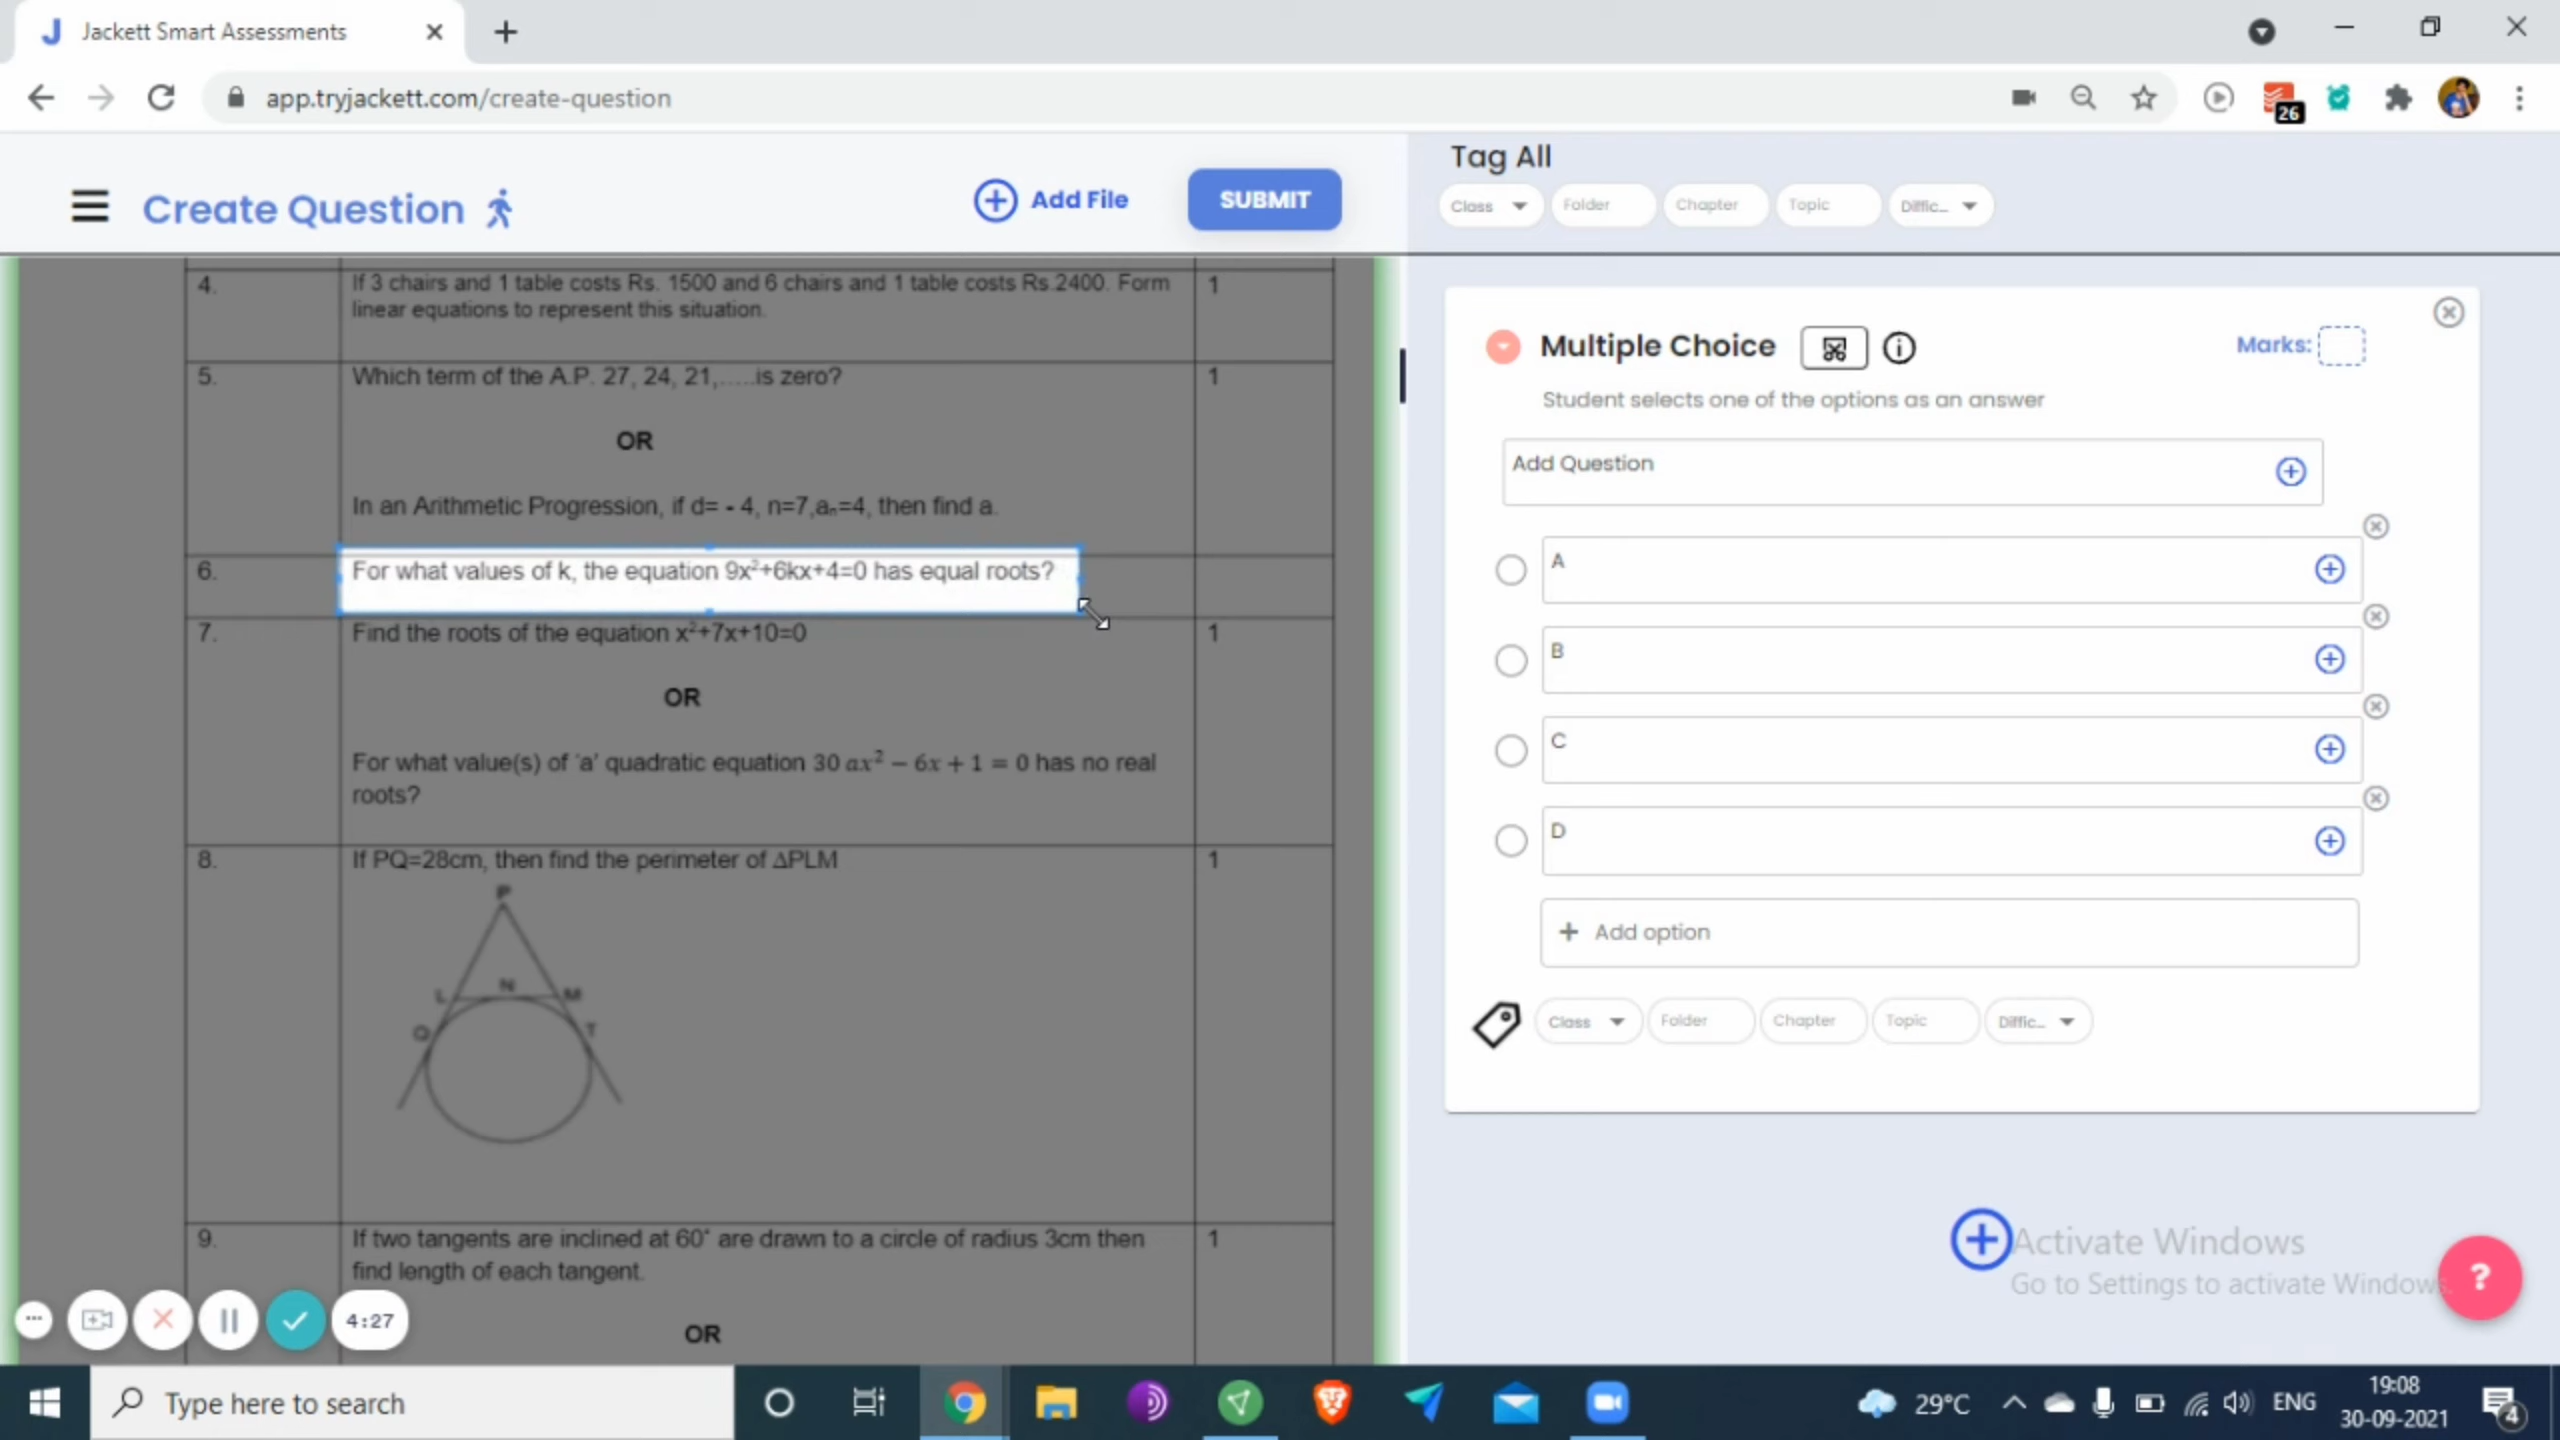 Jackett Smart Assessments
app.tryjackett.com/create-question
26
Create Question
Add File
SUBMIT
4. If 3 chairs and 1 table costs Rs. 1500 and 6 chairs and 1 table costs Rs.2400. Form 1
linear equations to represent this situation.
5. Which term of the A.P. 27, 24, 21,.....is zero? 1
OR
In an Arithmetic Progression, if d= - 4, n=7,aₙ=4, then find a.
6. For what values of k, the equation 9x²+6kx+4=0 has equal roots?
7. Find the roots of the equation x²+7x+10=0 1
OR
For what value(s) of ‘a’ quadratic equation 30 ax² − 6x + 1 = 0 has no real
roots?
8. If PQ=28cm, then find the perimeter of ΔPLM 1
P
L N M
Q T
9. If two tangents are inclined at 60˚ are drawn to a circle of radius 3cm then 1
find length of each tangent.
OR
4:27
Tag All
Class Folder Chapter Topic Diffic...
Multiple Choice
Marks:
Student selects one of the options as an answer
Add Question
A
B
C
D
+ Add option
Class Folder Chapter Topic Diffic...
Activate Windows
Go to Settings to activate Windows.
?
Type here to search
29°C
ENG
19:08
30-09-2021
4